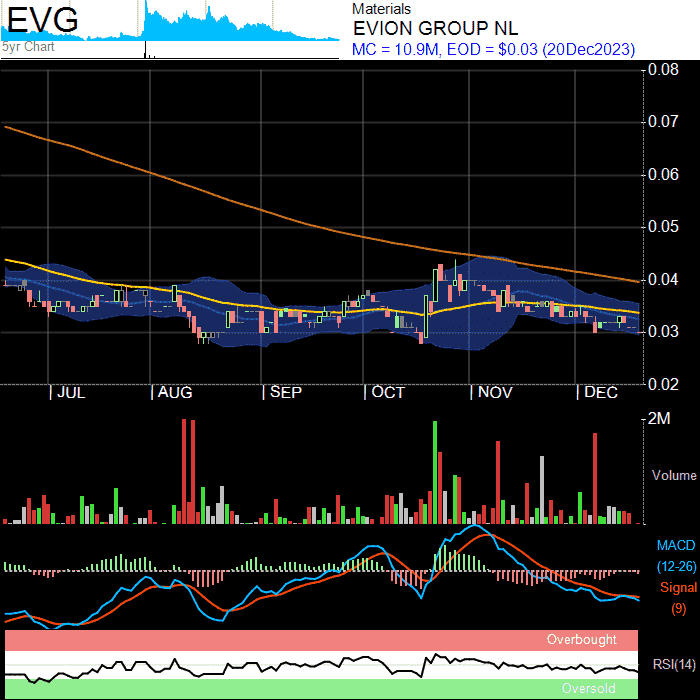 EVG
5yr Chart
Materials
EVION GROUP NL
MC = 10.9M, EOD = $0.03 (20Dec2023)
0.08
0.07
0.06
0.05
0.04
0.03
0.02
JUL AUG SEP OCT NOV DEC
2M
Volume
MACD
(12-26)
Signal
(9)
Overbought
RSI(14)
Oversold